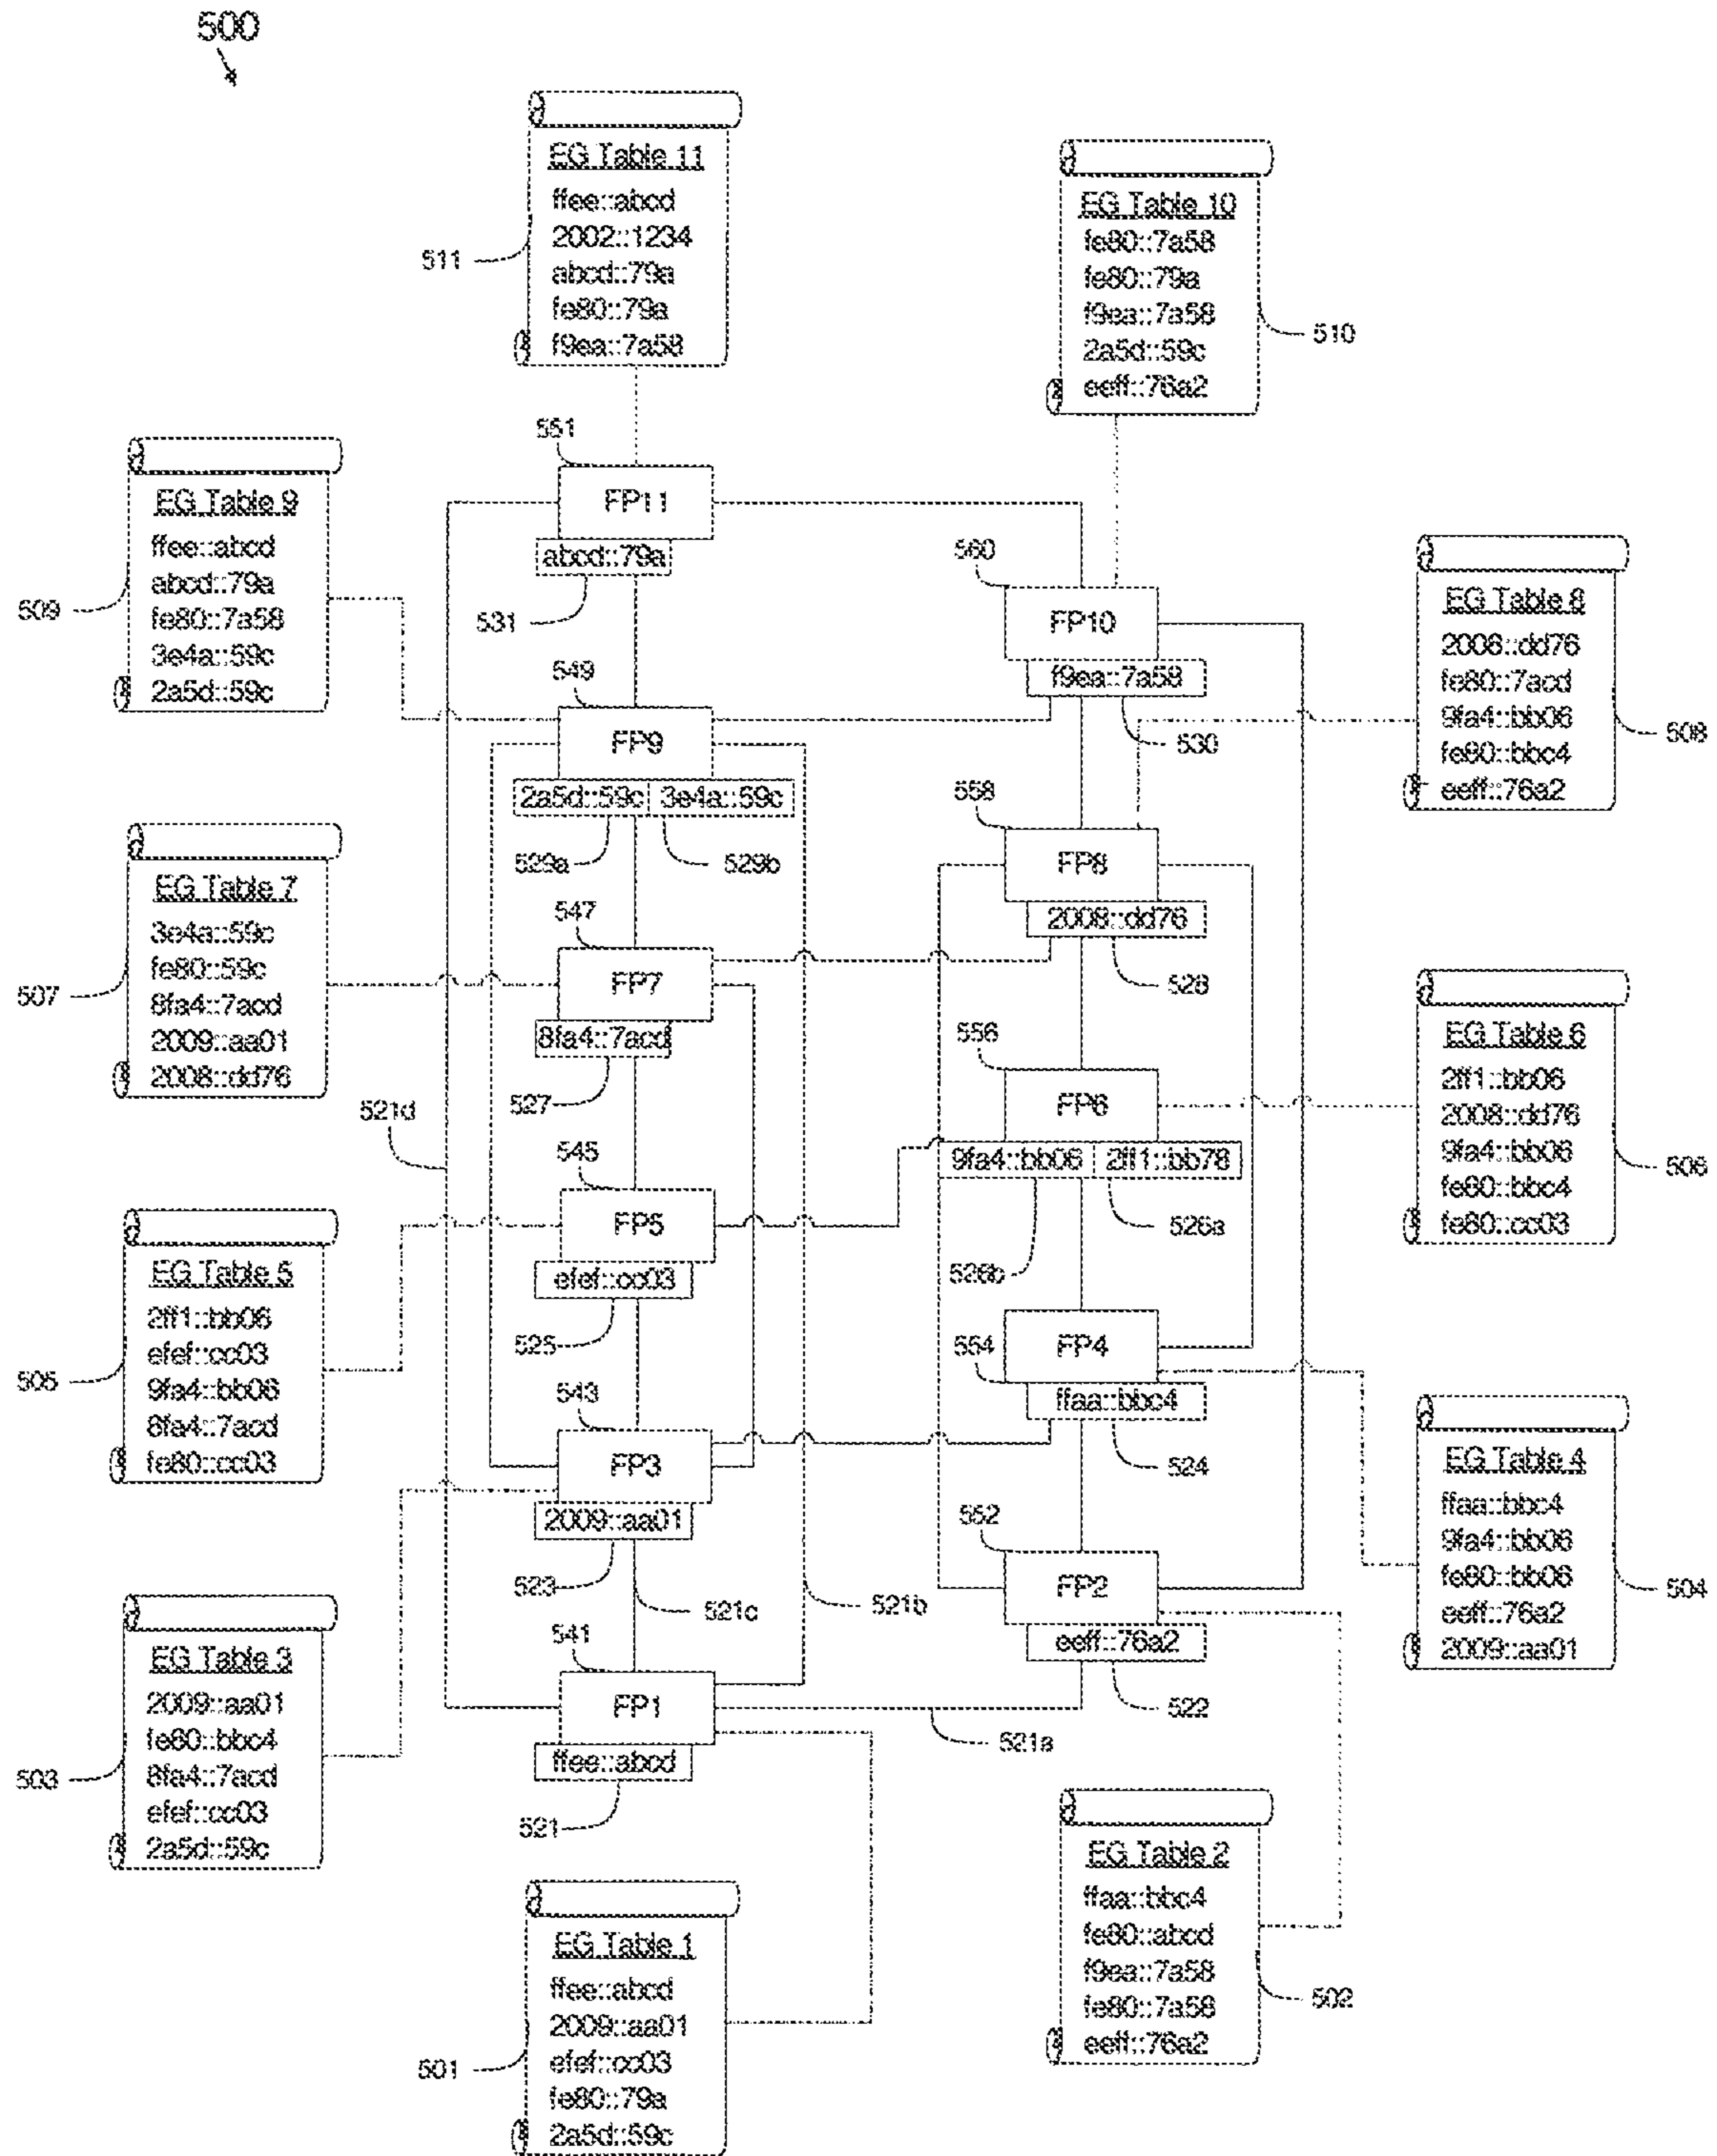 500
EG Table 11
ffee::abcd
2002::1234
abcd::79a
fe80::79a
f9ea::7a58
511
EG Table 10
fe80::7a58
fe80::79a
f9ea::7a58
2a5d::59c
eeff::76a2
510
551
FP11
abcd::79a
531
EG Table 9
ffee::abcd
abcd::79a
fe80::7a58
3e4a::59c
2a5d::59c
509
560
FP10
f9ea::7a58
530
EG Table 8
2008::dd76
fe80::7acd
9fa4::bb06
fe80::bbc4
eeff::76a2
508
549
FP9
2a5d::59c
3e4a::59c
529a
529b
558
FP8
2008::dd76
528
EG Table 7
3e4a::59c
fe80::59c
8fa4::7acd
2009::aa01
2008::dd76
507
547
FP7
8fa4::7acd
527
521d
556
FP6
9fa4::bb06
2ff1::bb78
526b
526a
EG Table 6
2ff1::bb06
2008::dd76
9fa4::bb06
fe80::bbc4
fe80::cc03
506
545
FP5
efef::cc03
525
EG Table 5
2ff1::bb06
efef::cc03
9fa4::bb06
8fa4::7acd
fe80::cc03
505
554
FP4
ffaa::bbc4
524
EG Table 4
ffaa::bbc4
9fa4::bb06
fe80::bb06
eeff::76a2
2009::aa01
504
543
FP3
2009::aa01
523
521c
521b
552
FP2
eeff::76a2
522
EG Table 3
2009::aa01
fe80::bbc4
8fa4::7acd
efef::cc03
2a5d::59c
503
541
FP1
ffee::abcd
521
521a
EG Table 2
ffaa::bbc4
fe80::abcd
f9ea::7a58
fe80::7a58
eeff::76a2
502
EG Table 1
ffee::abcd
2009::aa01
efef::cc03
fe80::79a
2a5d::59c
501